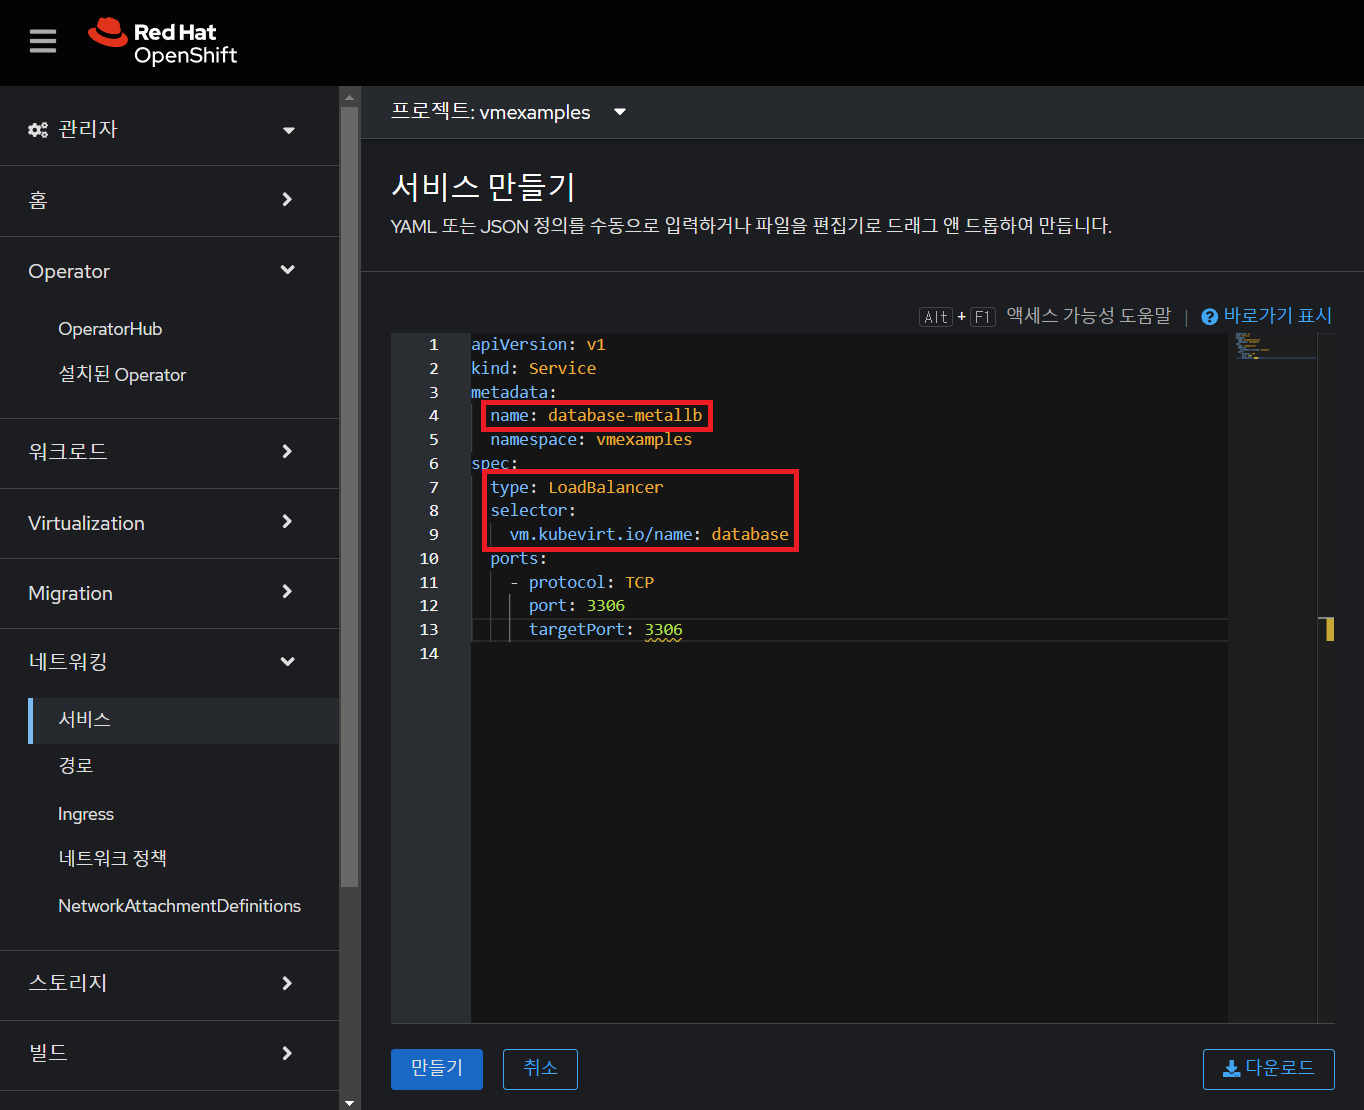 Red Hat
OpenShift
관리자
홈
Operator
OperatorHub
설치된 Operator
워크로드
Virtualization
Migration
네트워킹
서비스
경로
Ingress
네트워크 정책
NetworkAttachmentDefinitions
스토리지
빌드
프로젝트: vmexamples
서비스 만들기
YAML 또는 JSON 정의를 수동으로 입력하거나 파일을 편집기로 드래그 앤 드롭하여 만듭니다.
Alt + F1 액세스 가능성 도움말 | 바로가기 표시
1 apiVersion: v1
2 kind: Service
3 metadata:
4 name: database-metallb
5 namespace: vmexamples
6 spec:
7 type: LoadBalancer
8 selector:
9 vm.kubevirt.io/name: database
10 ports:
11 - protocol: TCP
12 port: 3306
13 targetPort: 3306
14
만들기 취소 다운로드